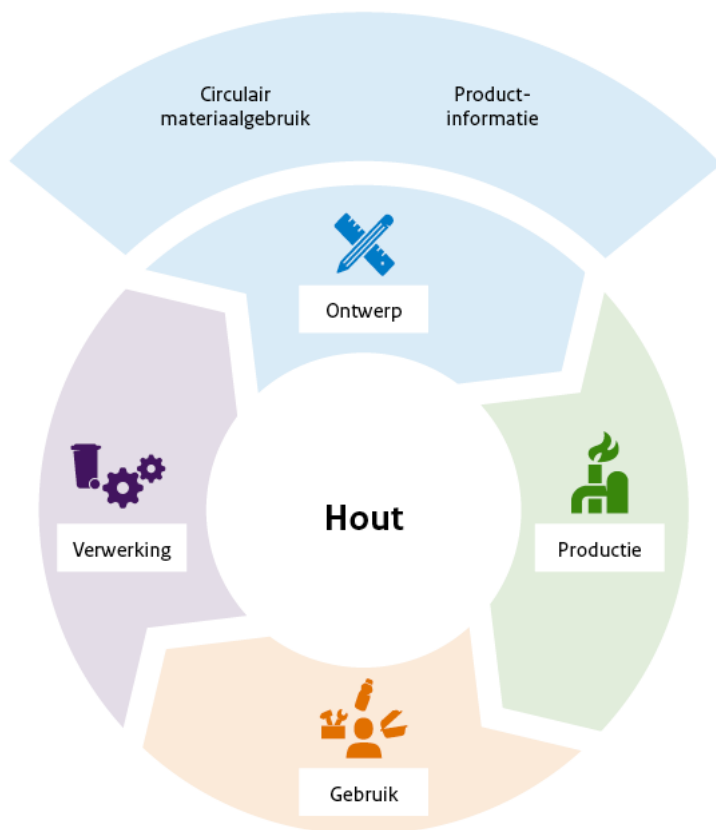 Circulair
materiaalgebruik
Product-
informatie
Ontwerp
Hout
Verwerking
Productie
Gebruik